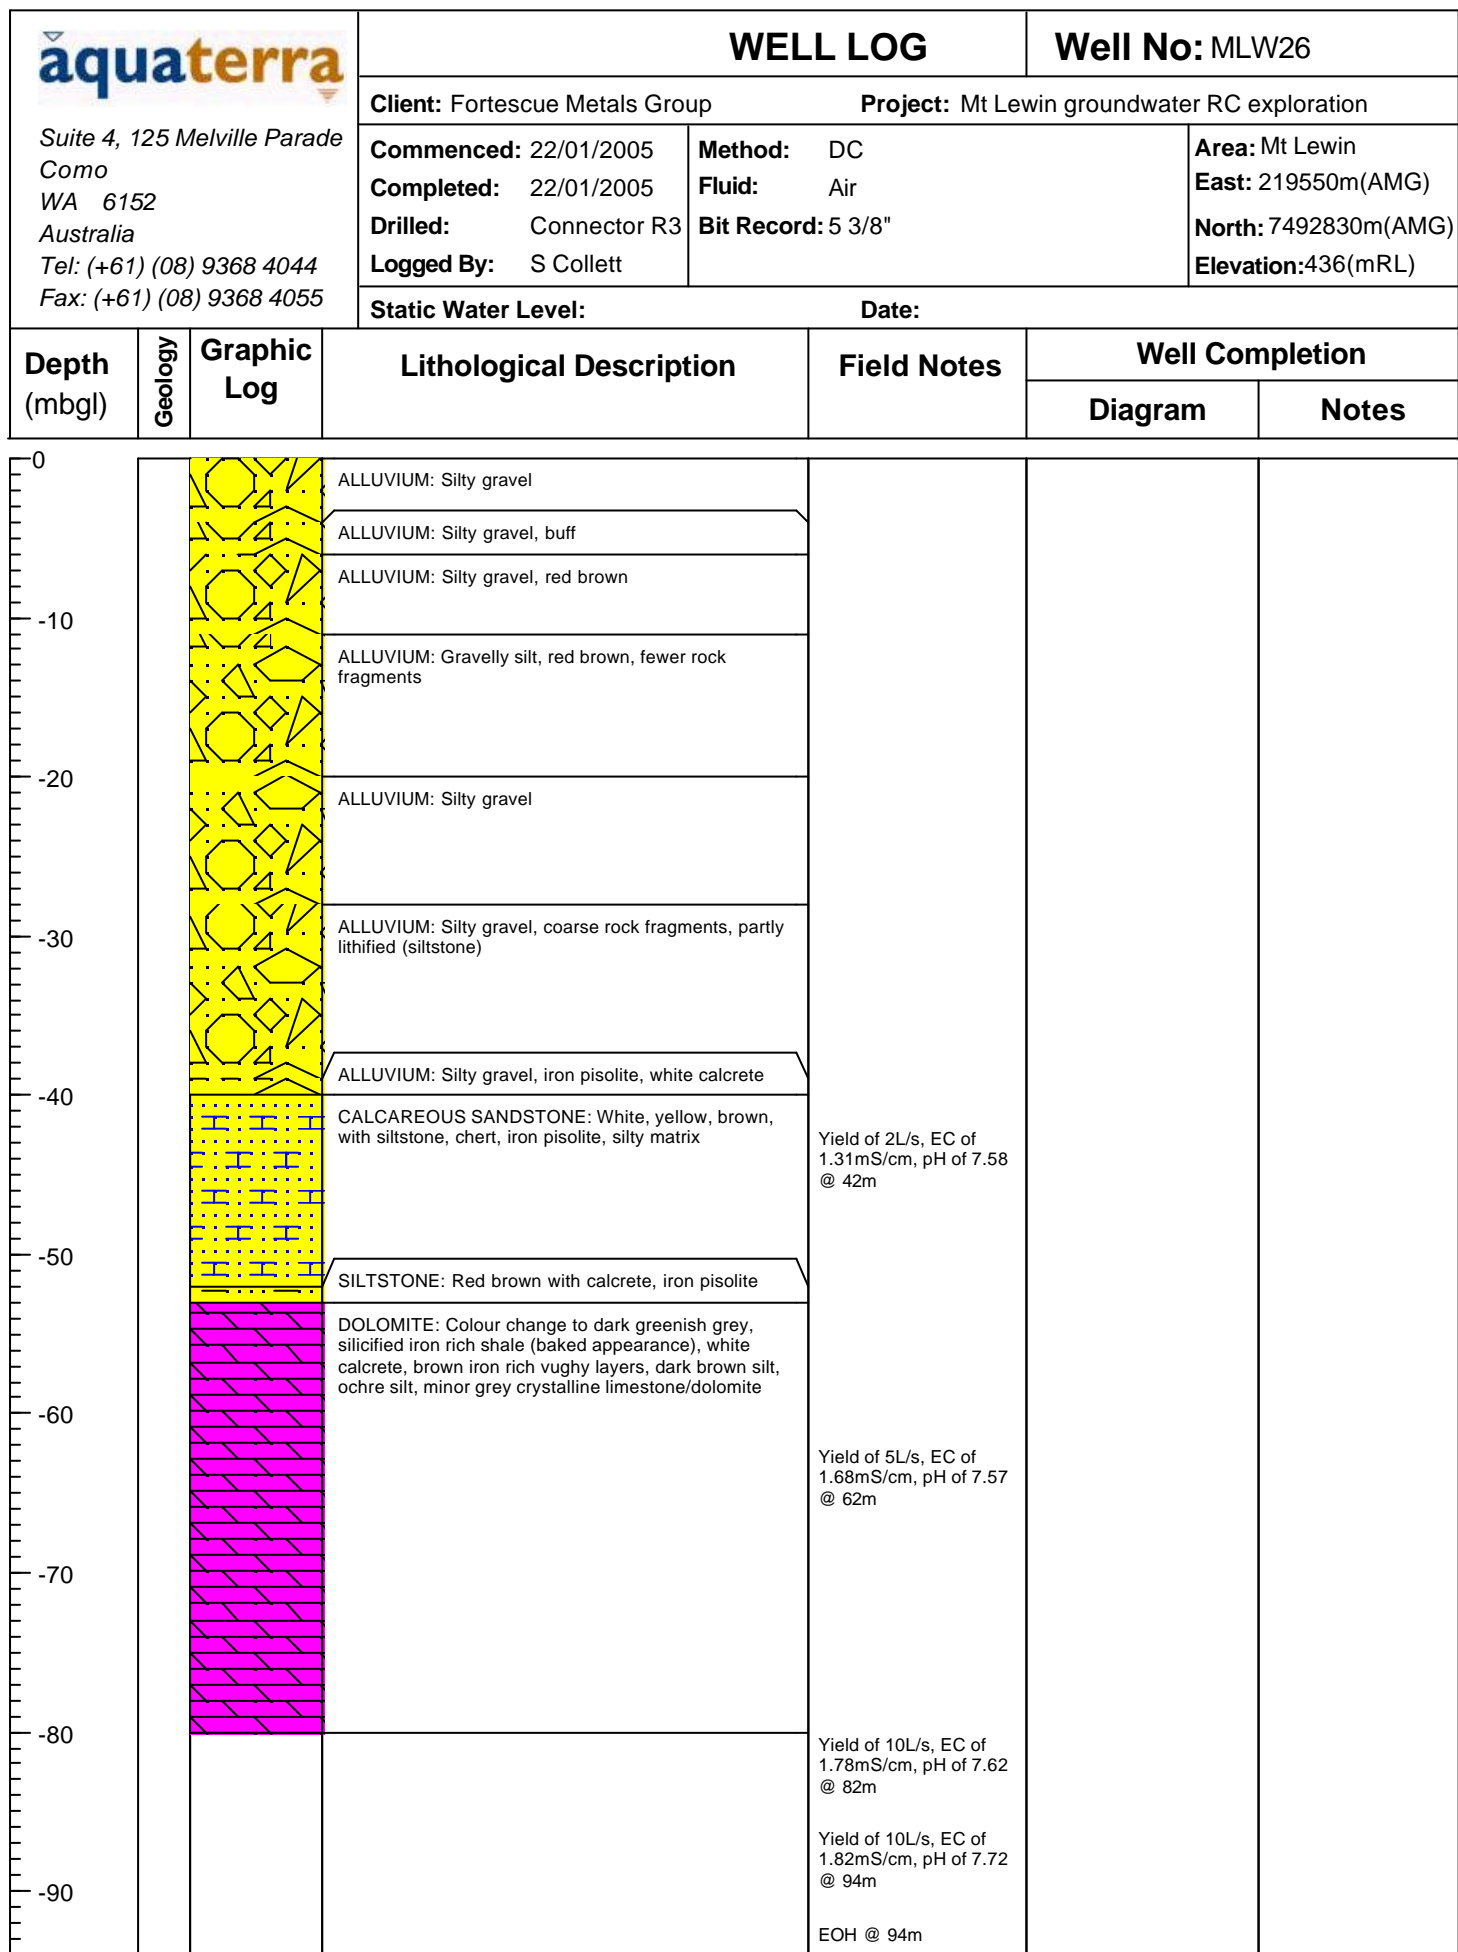 aquaterra
Suite 4, 125 Melville Parade
Como
WA 6152
Australia
Tel: (+61) (08) 9368 4044
Fax: (+61) (08) 9368 4055
WELL LOG
Well No: MLW26
Client: Fortescue Metals Group
Project: Mt Lewin groundwater RC exploration
Commenced: 22/01/2005
Completed: 22/01/2005
Drilled: Connector R3
Logged By: S Collett
Method: DC
Fluid: Air
Bit Record: 5 3/8"
Area: Mt Lewin
East: 219550m(AMG)
North: 7492830m(AMG)
Elevation: 436(mRL)
Static Water Level:
Date:
Depth
(mbgl)
Geology
Graphic
Log
Lithological Description
Field Notes
Well Completion
Diagram
Notes
0
ALLUVIUM: Silty gravel
ALLUVIUM: Silty gravel, buff
ALLUVIUM: Silty gravel, red brown
-10
ALLUVIUM: Gravelly silt, red brown, fewer rock
fragments
-20
ALLUVIUM: Silty gravel
ALLUVIUM: Silty gravel, coarse rock fragments, partly
lithified (siltstone)
-30
ALLUVIUM: Silty gravel, iron pisolite, white calcrete
-40
CALCAREOUS SANDSTONE: White, yellow, brown,
with siltstone, chert, iron pisolite, silty matrix
Yield of 2L/s, EC of
1.31mS/cm, pH of 7.58
@ 42m
-50
SILTSTONE: Red brown with calcrete, iron pisolite
DOLOMITE: Colour change to dark greenish grey,
silicified iron rich shale (baked appearance), white
calcrete, brown iron rich vughy layers, dark brown silt,
ochre silt, minor grey crystalline limestone/dolomite
-60
Yield of 5L/s, EC of
1.68mS/cm, pH of 7.57
@ 62m
-70
-80
Yield of 10L/s, EC of
1.78mS/cm, pH of 7.62
@ 82m
Yield of 10L/s, EC of
1.82mS/cm, pH of 7.72
@ 94m
-90
EOH @ 94m